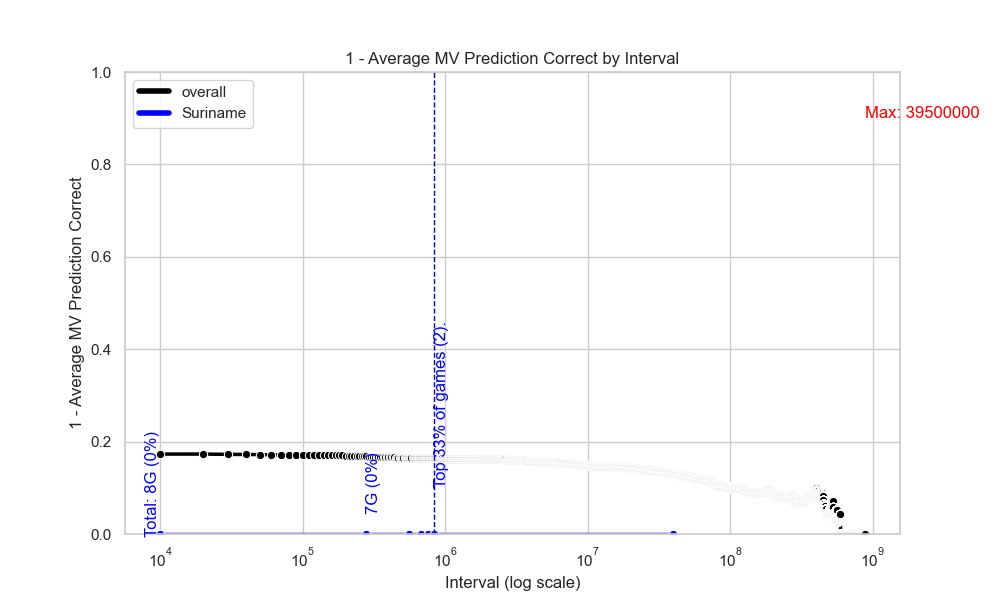 1 - Average MV Prediction Correct by Interval
overall
Suriname
Max: 39500000
1 - Average MV Prediction Correct
1.0
0.8
0.6
0.4
0.2
0.0
Total: 8G (0%)
7G (0%)
Top 33% of games (2).
10^4
10^5
10^6
10^7
10^8
10^9
Interval (log scale)